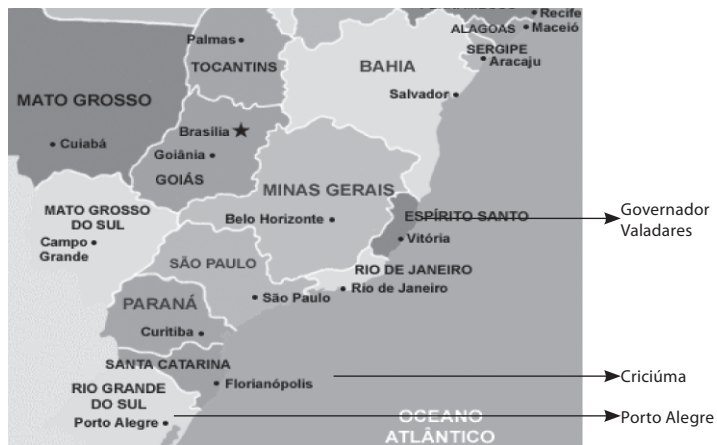 Recife
ALAGOAS
Maceió
SERGIPE
Aracaju
Palmas
TOCANTINS
BAHIA
Salvador
MATO GROSSO
Cuiabá
Brasilia
Goiânia
GOIÁS
MINAS GERAIS
Belo Horizonte
ESPÍRITO SANTO
Vitória
Governador
Valadares
MATO GROSSO
DO SUL
Campo
Grande
SÃO PAULO
São Paulo
RIO DE JANEIRO
Rio de Janeiro
PARANÁ
Curitiba
SANTA CATARINA
Florianópolis
Criciúma
RIO GRANDE
DO SUL
Porto Alegre
Porto Alegre
OCEANO
ATLÂNTICO